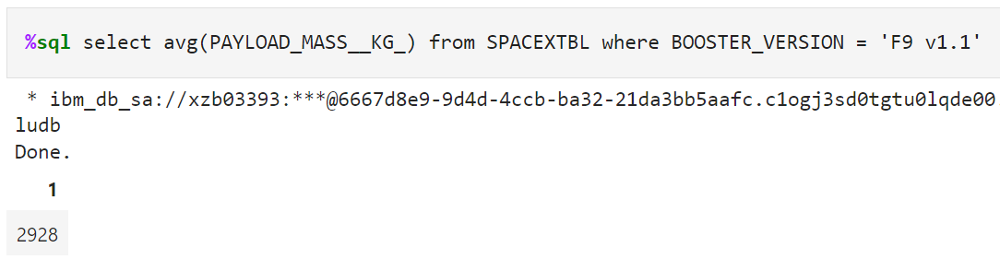 %sql select avg(PAYLOAD_MASS__KG_) from SPACEXTBL where BOOSTER_VERSION = 'F9 v1.1'
* ibm_db_sa://xzb03393:***@6667d8e9-9d4d-4ccb-ba32-21da3bb5aafc.c1ogj3sd0tgtu0lqde00
ludb
Done.
1
2928